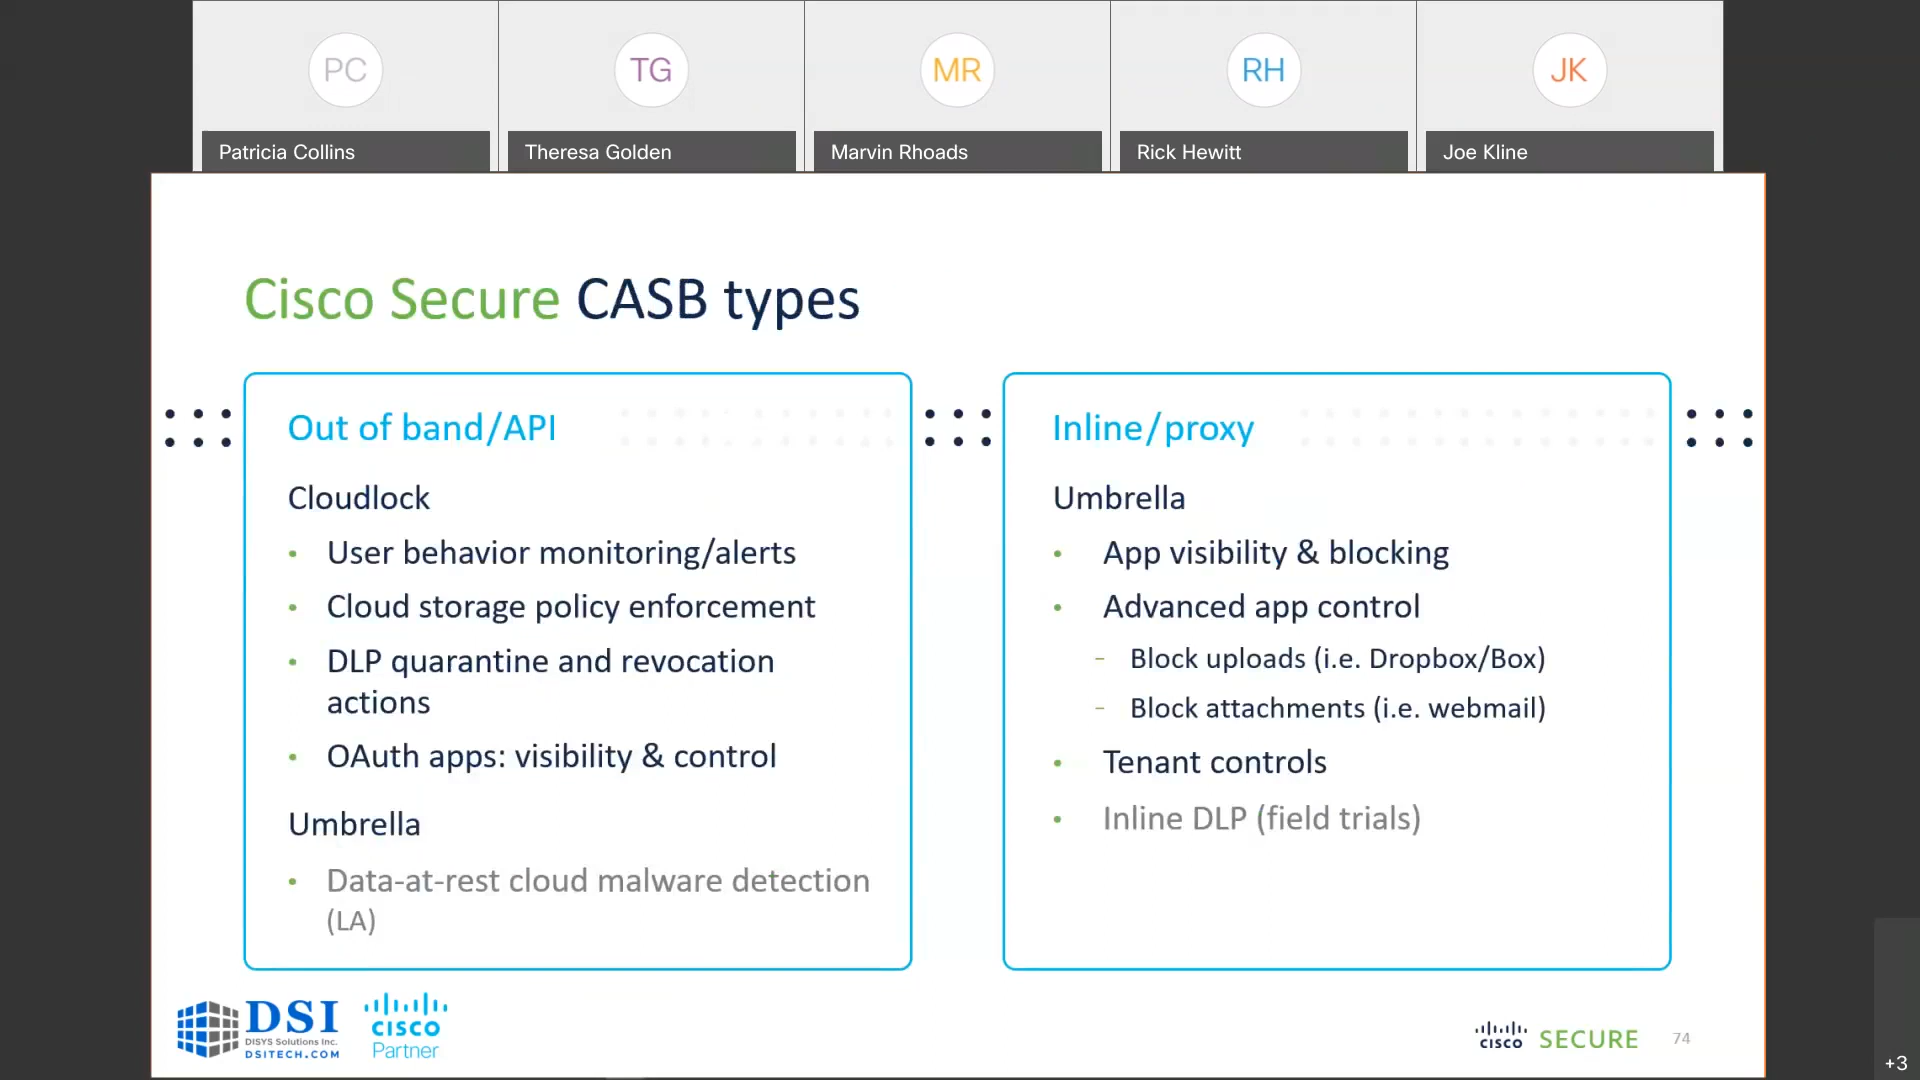 PC
TG
MR
RH
JK
Patricia Collins
Theresa Golden
Marvin Rhoads
Rick Hewitt
Joe Kline
Cisco Secure CASB types
Out of band/API
Cloudlock
• User behavior monitoring/alerts
• Cloud storage policy enforcement
• DLP quarantine and revocation
actions
• OAuth apps: visibility & control
Umbrella
• Data-at-rest cloud malware detection
(LA)
Inline/proxy
Umbrella
• App visibility & blocking
• Advanced app control
– Block uploads (i.e. Dropbox/Box)
– Block attachments (i.e. webmail)
• Tenant controls
• Inline DLP (field trials)
DSI
DISYS Solutions Inc.
DSITECH.COM
CISCO
Partner
CISCO SECURE
74
+3